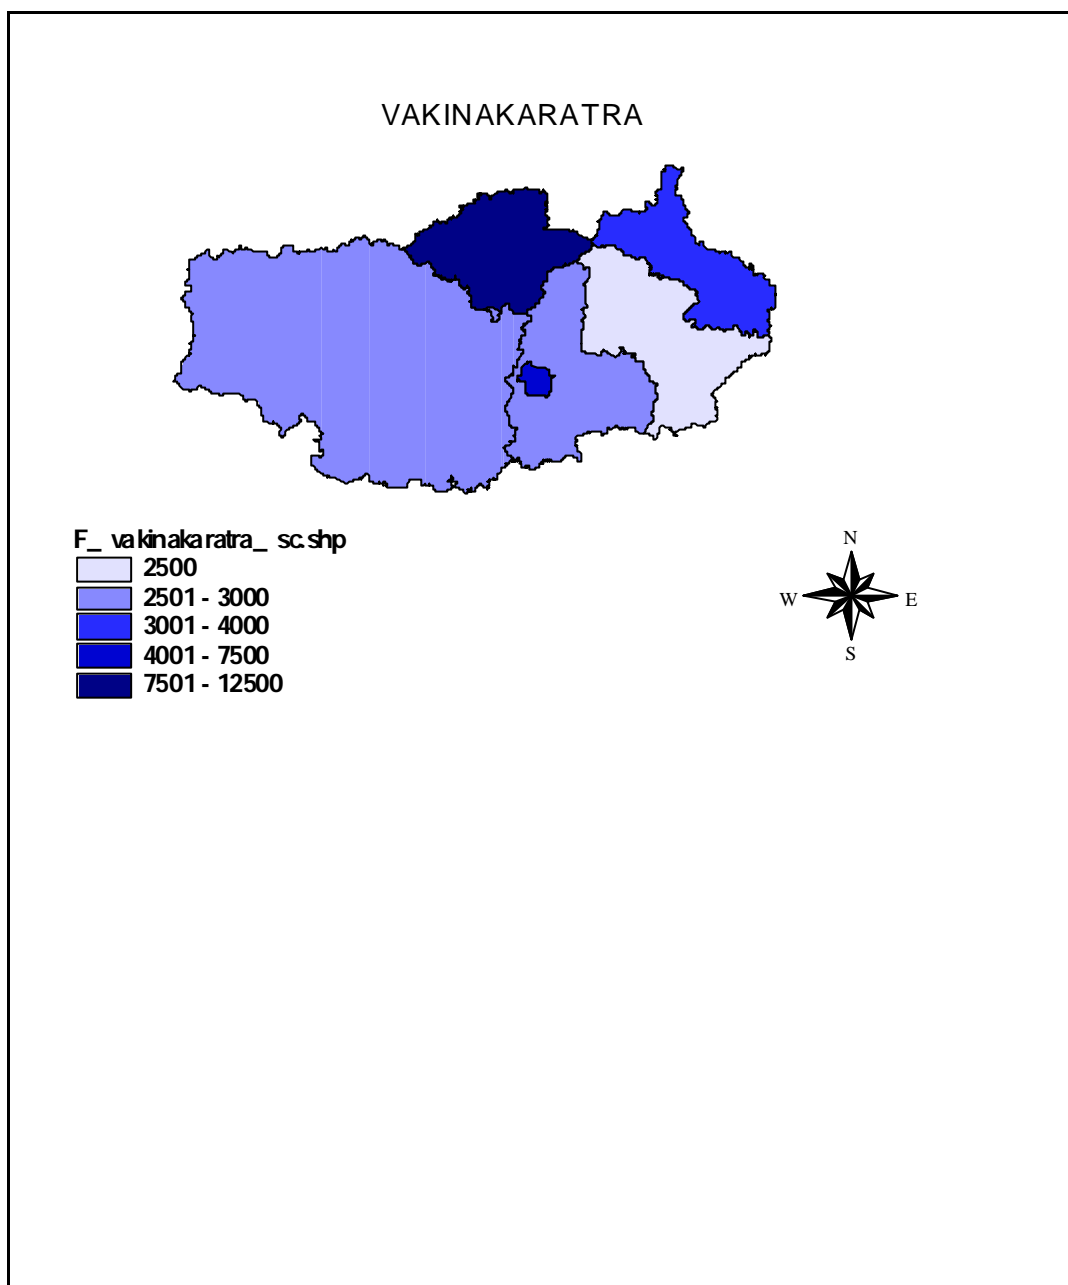 VAKINAKARATRA
F_ vakinakaratra_ sc.shp
2500
2501 - 3000
3001 - 4000
4001 - 7500
7501 - 12500
N
W E
S